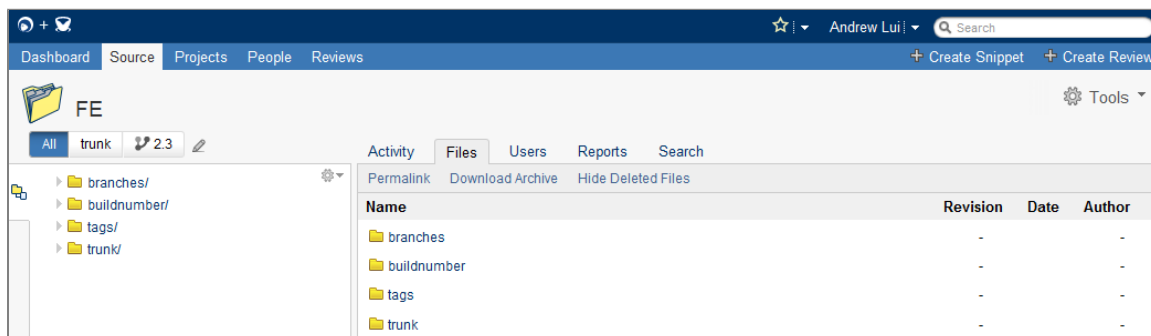 + Andrew Lui Search
Dashboard Source Projects People Reviews + Create Snippet + Create Review
FE Tools
All trunk 2.3
Activity Files Users Reports Search
Permalink Download Archive Hide Deleted Files
branches/
buildnumber/
tags/
trunk/
Name Revision Date Author
branches - -
buildnumber - -
tags - -
trunk - -